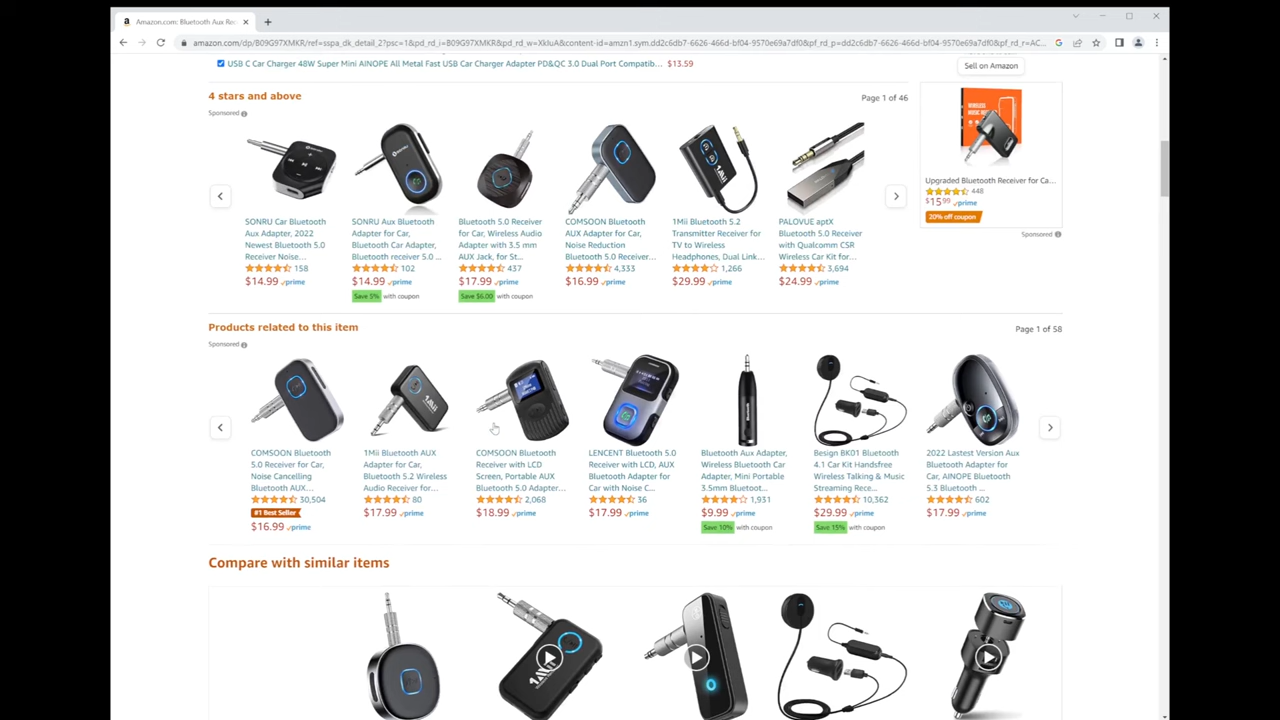 Amazon.com: Bluetooth Aux Rec
amazon.com/dp/B09G97XMKR/ref=sspa_dk_detail_2?psc=1&pd_rd_i=B09G97XMKR&pd_rd_w=XkIuA&content-id=amzn1.sym.dd2c6db7-6626-466d-bf04-9570e69a7df0&pf_rd_p=dd2c6db7-6626-466d-bf04-9570e69a7df0&pf_rd_r=AC...
USB C Car Charger 48W Super Mini AINOPE All Metal Fast USB Car Charger Adapter PD&QC 3.0 Dual Port Compatib... $13.59
Sell on Amazon
4 stars and above
Page 1 of 46
Sponsored
SONRU Car Bluetooth
Aux Adapter, 2022
Newest Bluetooth 5.0
Receiver Noise...
158
$14.99 prime
SONRU Aux Bluetooth
Adapter for Car,
Bluetooth Car Adapter,
Bluetooth receiver 5.0 ...
102
$14.99 prime
Save 5% with coupon
Bluetooth 5.0 Receiver
for Car, Wireless Audio
Adapter with 3.5 mm
AUX Jack, for St...
437
$17.99 prime
Save $6.00 with coupon
COMSOON Bluetooth
AUX Adapter for Car,
Noise Reduction
Bluetooth 5.0 Receiver...
4,333
$16.99 prime
1Mii
1Mii Bluetooth 5.2
Transmitter Receiver for
TV to Wireless
Headphones, Dual Link...
1,266
$29.99 prime
PALOVUE aptX
Bluetooth 5.0 Receiver
with Qualcomm CSR
Wireless Car Kit for...
3,694
$24.99 prime
Upgraded Bluetooth Receiver for Ca...
448
$15.99 prime
20% off coupon
Sponsored
Products related to this item
Page 1 of 58
Sponsored
COMSOON Bluetooth
5.0 Receiver for Car,
Noise Cancelling
Bluetooth AUX...
30,504
#1 Best Seller
$16.99 prime
1Mii
1Mii Bluetooth AUX
Adapter for Car,
Bluetooth 5.2 Wireless
Audio Receiver for...
80
$17.99 prime
COMSOON Bluetooth
Receiver with LCD
Screen, Portable AUX
Bluetooth 5.0 Adapter...
2,068
$18.99 prime
LENCENT Bluetooth 5.0
Receiver with LCD, AUX
Bluetooth Adapter for
Car with Noise C...
36
$17.99 prime
Bluetooth Aux Adapter,
Wireless Bluetooth Car
Adapter, Mini Portable
3.5mm Bluetoot...
1,931
$9.99 prime
Save 10% with coupon
Besign BK01 Bluetooth
4.1 Car Kit Handsfree
Wireless Talking & Music
Streaming Rece...
10,362
$29.99 prime
Save 15% with coupon
2022 Lastest Version Aux
Bluetooth Adapter for
Car, AINOPE Bluetooth
5.3 Bluetooth ...
602
$17.99 prime
Compare with similar items
1Mii